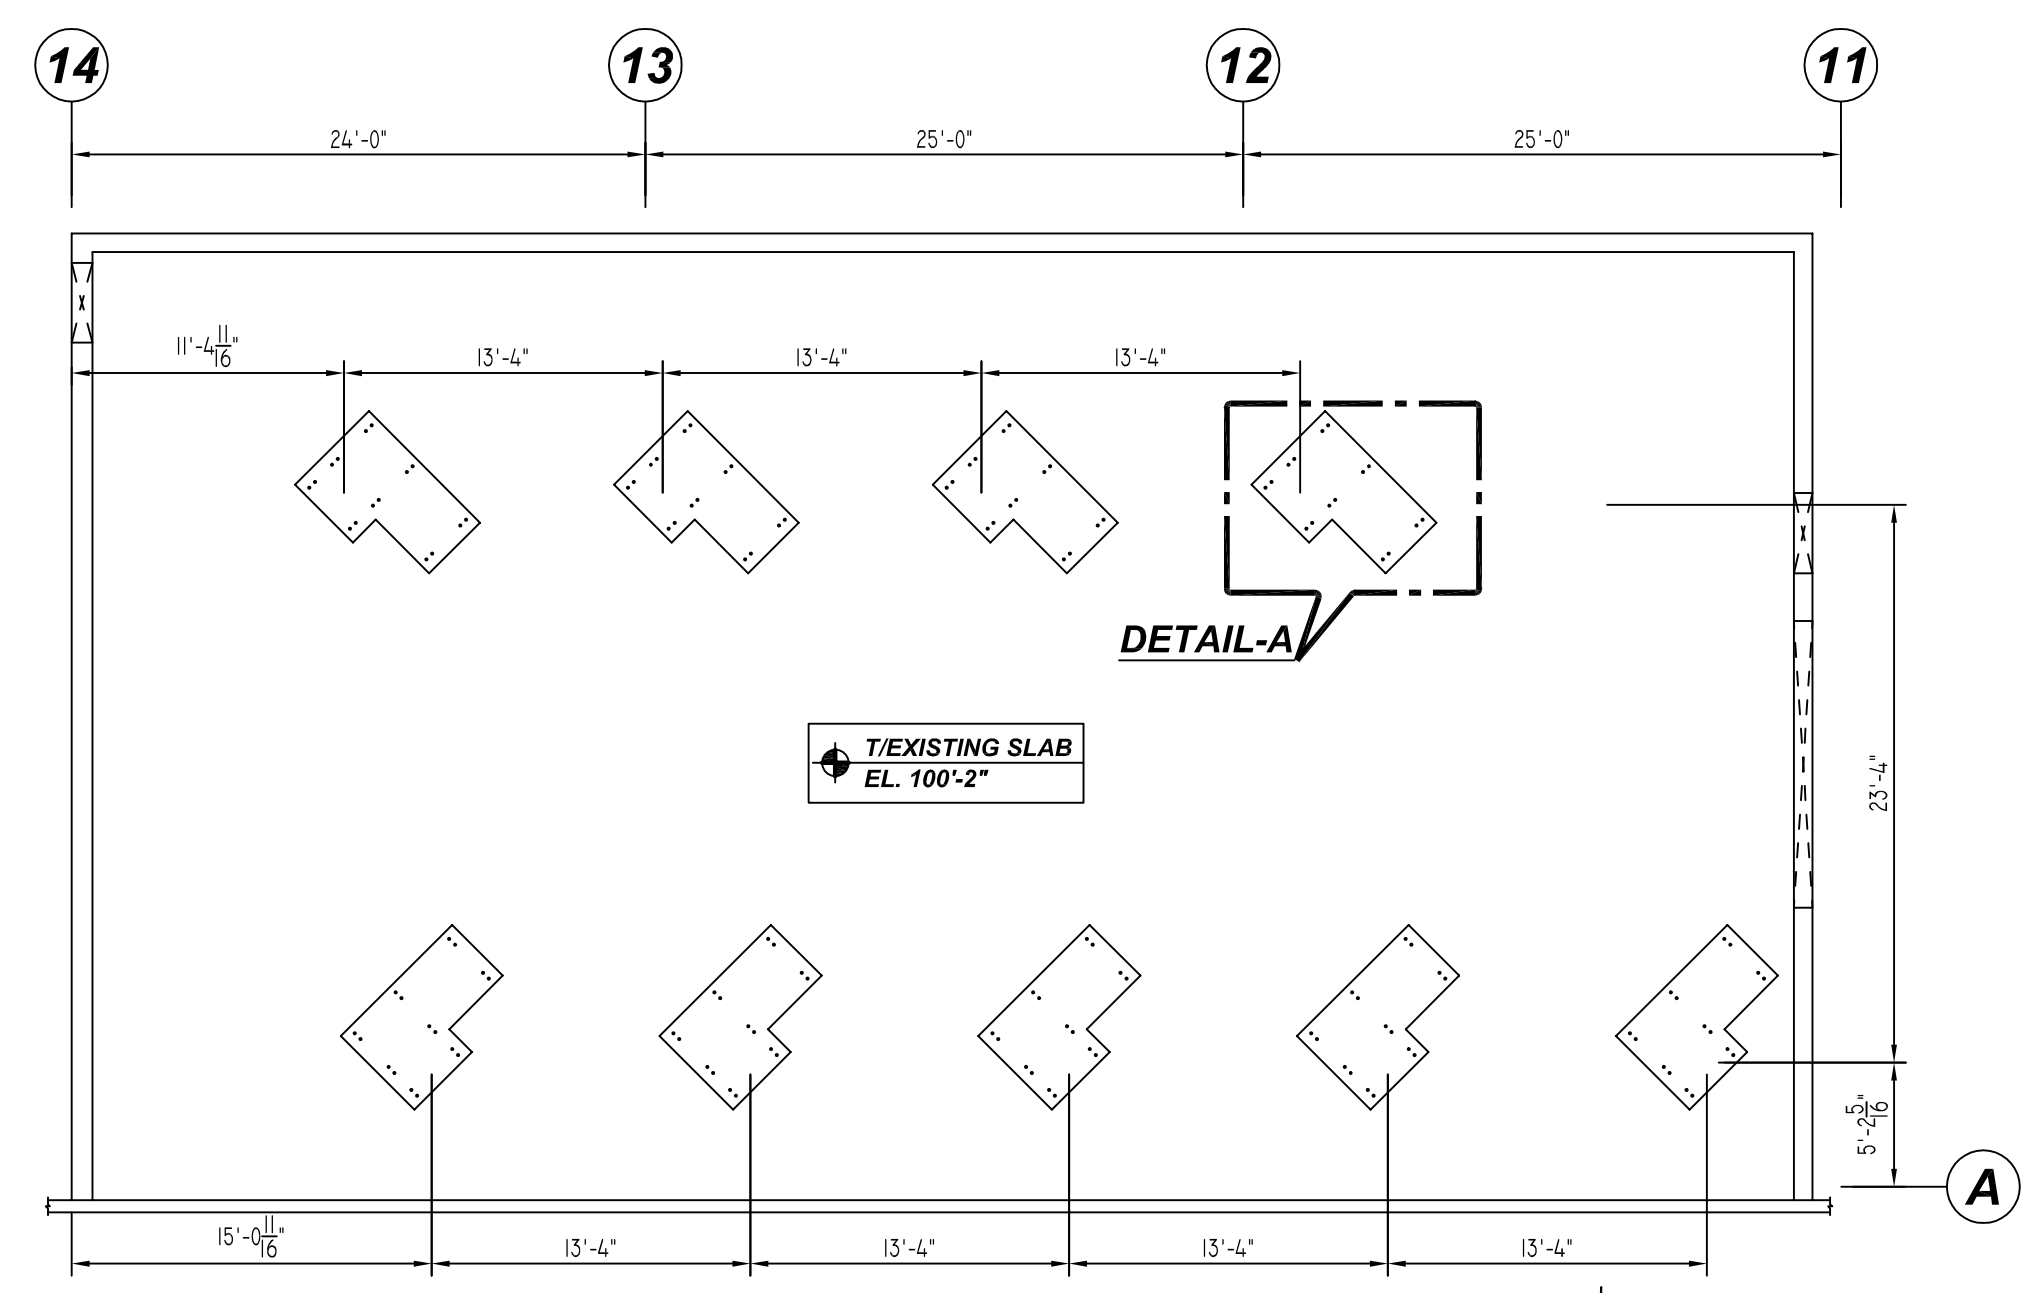 14 13 12 11
24'-0" 25'-0" 25'-0"
11'-4 11/16" 13'-4" 13'-4" 13'-4"
DETAIL-A
T/EXISTING SLAB
EL. 100'-2"
23'-4"
5'-2 5/16"
A
15'-0 11/16" 13'-4" 13'-4" 13'-4" 13'-4"